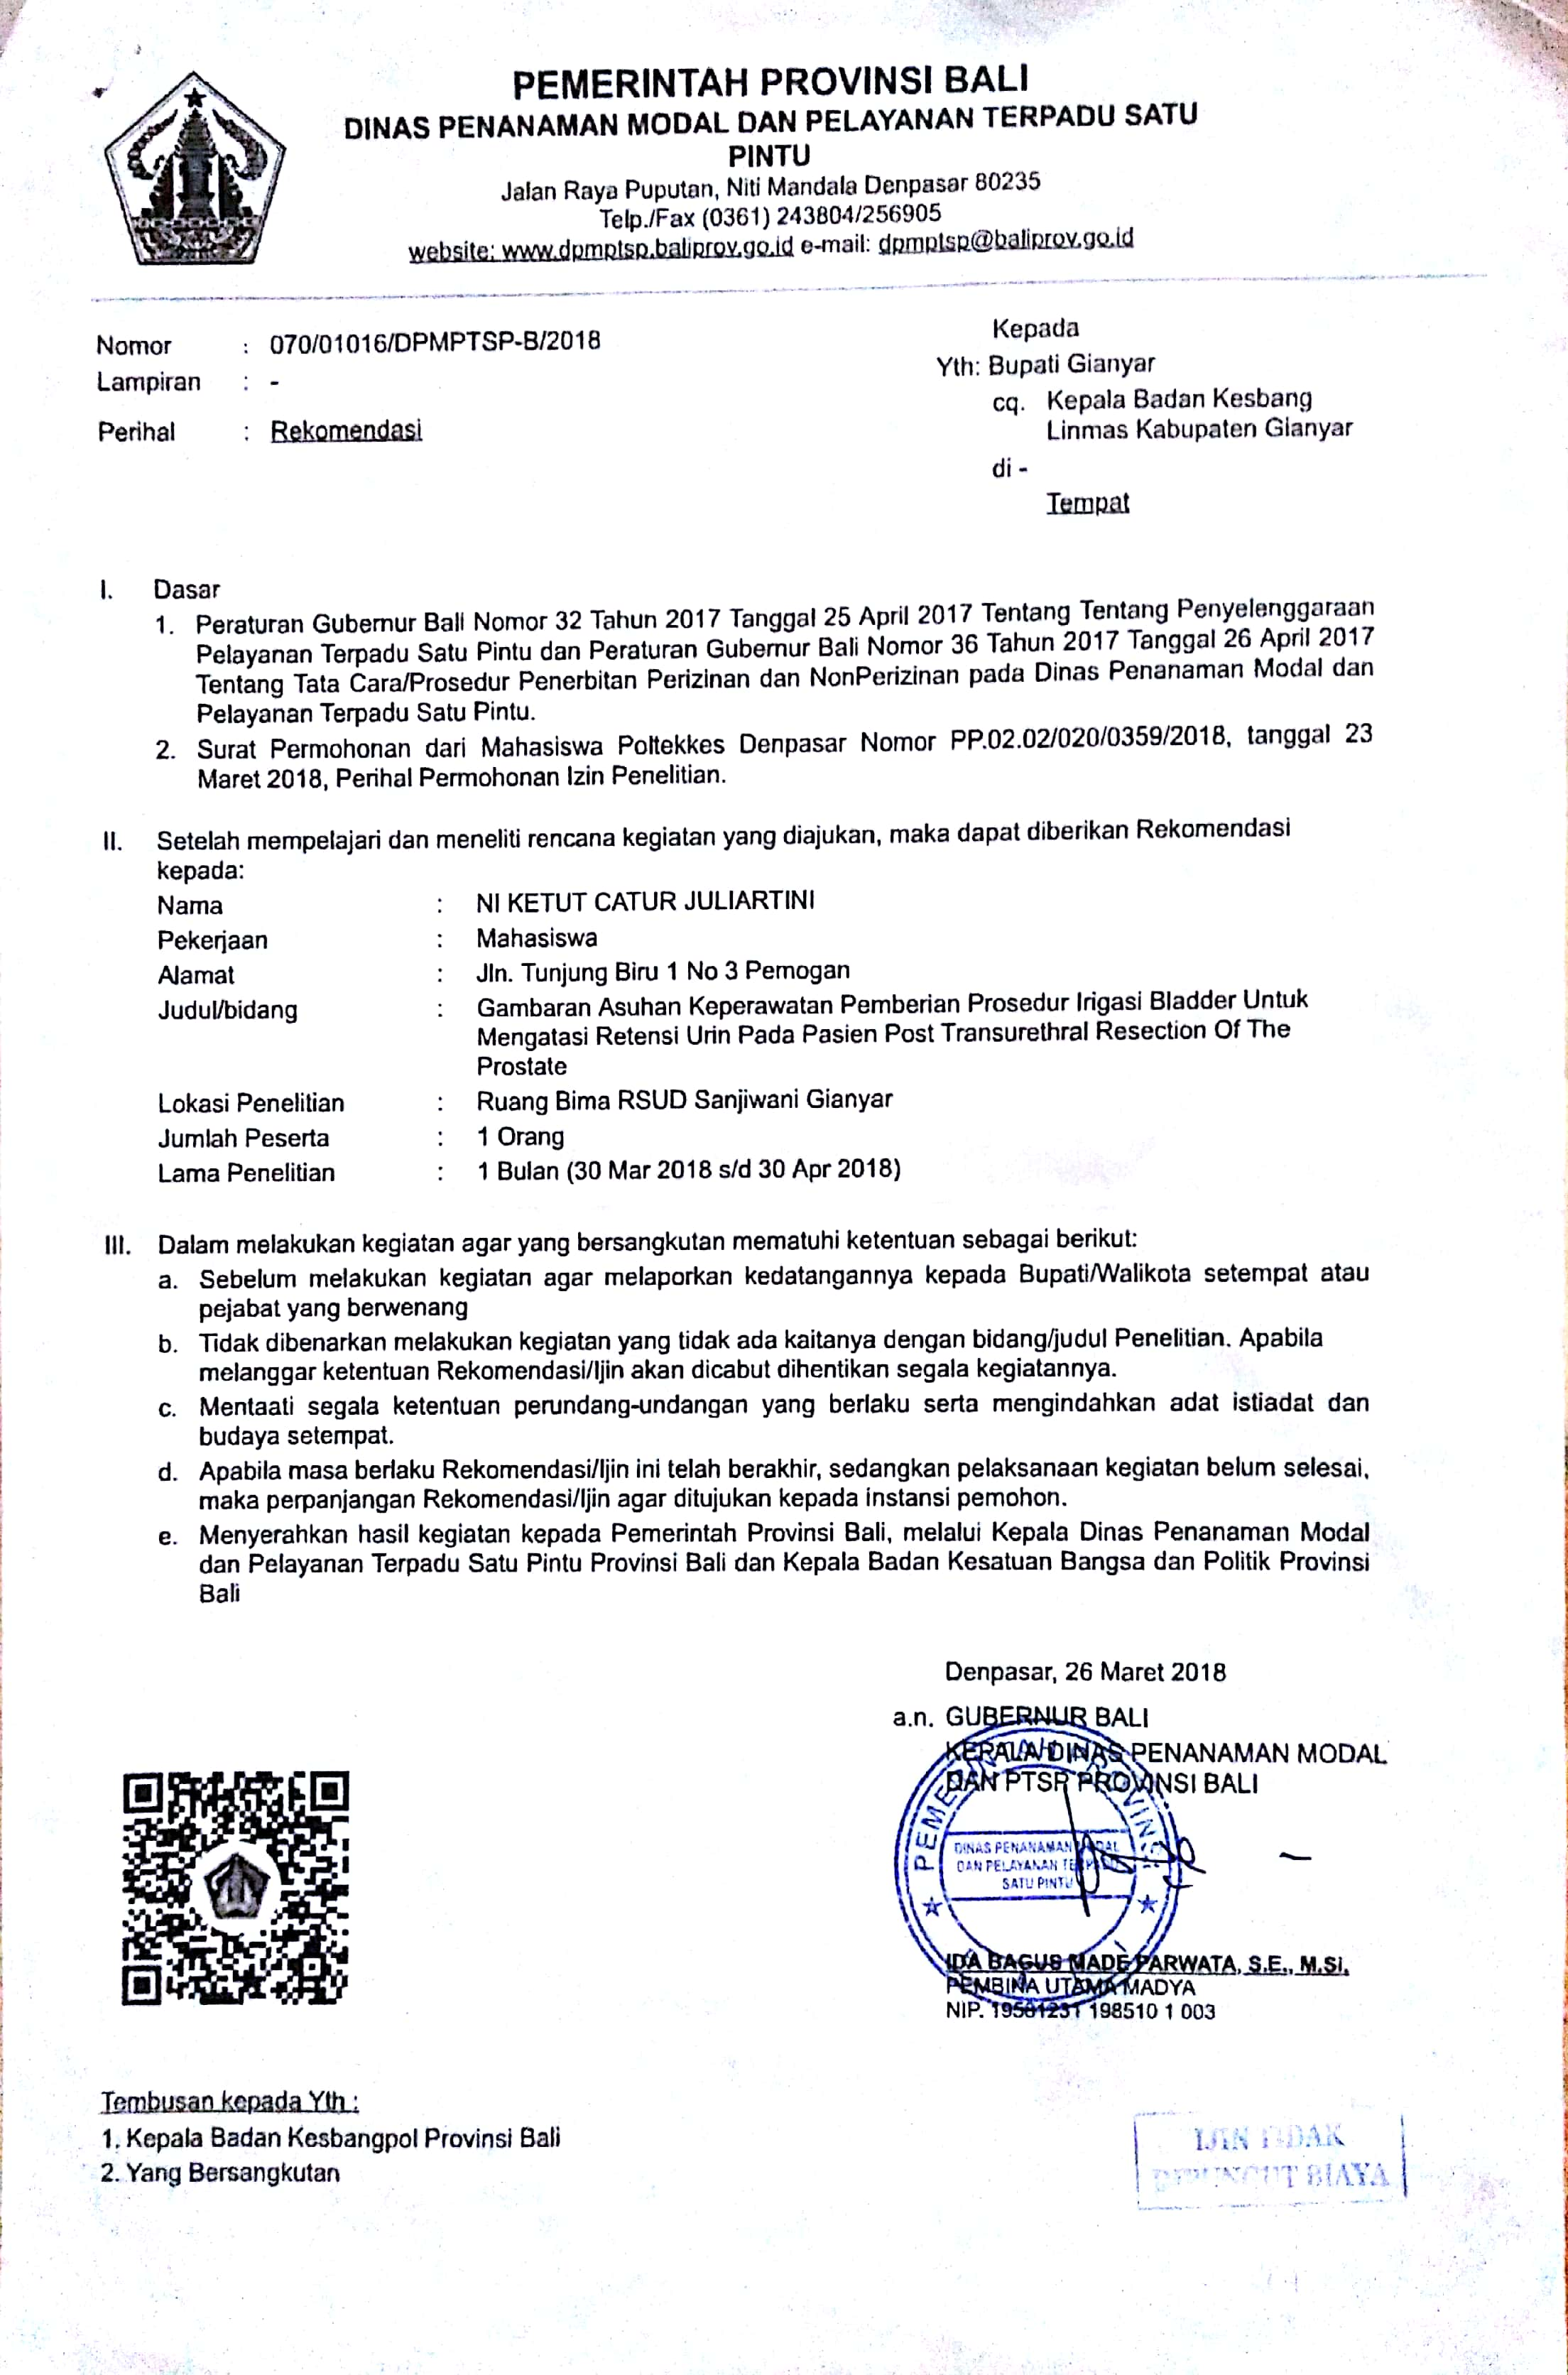 PEMERINTAH PROVINSI BALI
DINAS PENANAMAN MODAL DAN PELAYANAN TERPADU SATU
PINTU
Jalan Raya Puputan, Niti Mandala Denpasar 80235
Telp./Fax (0361) 243804/256905
website: www.dpmptsp.baliprov.go.id e-mail: dpmptsp@baliprov.go.id
Nomor : 070/01016/DPMPTSP-B/2018
Lampiran : -
Perihal : Rekomendasi
Kepada
Yth: Bupati Gianyar
cq. Kepala Badan Kesbang
Linmas Kabupaten Gianyar
di -
Tempat
I. Dasar
1. Peraturan Gubernur Bali Nomor 32 Tahun 2017 Tanggal 25 April 2017 Tentang Tentang Penyelenggaraan
Pelayanan Terpadu Satu Pintu dan Peraturan Gubernur Bali Nomor 36 Tahun 2017 Tanggal 26 April 2017
Tentang Tata Cara/Prosedur Penerbitan Perizinan dan NonPerizinan pada Dinas Penanaman Modal dan
Pelayanan Terpadu Satu Pintu.
2. Surat Permohonan dari Mahasiswa Poltekkes Denpasar Nomor PP.02.02/020/0359/2018, tanggal 23
Maret 2018, Perihal Permohonan Izin Penelitian.
II. Setelah mempelajari dan meneliti rencana kegiatan yang diajukan, maka dapat diberikan Rekomendasi
kepada:
Nama : NI KETUT CATUR JULIARTINI
Pekerjaan : Mahasiswa
Alamat : Jln. Tunjung Biru 1 No 3 Pemogan
Judul/bidang : Gambaran Asuhan Keperawatan Pemberian Prosedur Irigasi Bladder Untuk
Mengatasi Retensi Urin Pada Pasien Post Transurethral Resection Of The
Prostate
Lokasi Penelitian : Ruang Bima RSUD Sanjiwani Gianyar
Jumlah Peserta : 1 Orang
Lama Penelitian : 1 Bulan (30 Mar 2018 s/d 30 Apr 2018)
III. Dalam melakukan kegiatan agar yang bersangkutan mematuhi ketentuan sebagai berikut:
a. Sebelum melakukan kegiatan agar melaporkan kedatangannya kepada Bupati/Walikota setempat atau
pejabat yang berwenang
b. Tidak dibenarkan melakukan kegiatan yang tidak ada kaitanya dengan bidang/judul Penelitian. Apabila
melanggar ketentuan Rekomendasi/Ijin akan dicabut dihentikan segala kegiatannya.
c. Mentaati segala ketentuan perundang-undangan yang berlaku serta mengindahkan adat istiadat dan
budaya setempat.
d. Apabila masa berlaku Rekomendasi/Ijin ini telah berakhir, sedangkan pelaksanaan kegiatan belum selesai,
maka perpanjangan Rekomendasi/Ijin agar ditujukan kepada instansi pemohon.
e. Menyerahkan hasil kegiatan kepada Pemerintah Provinsi Bali, melalui Kepala Dinas Penanaman Modal
dan Pelayanan Terpadu Satu Pintu Provinsi Bali dan Kepala Badan Kesatuan Bangsa dan Politik Provinsi
Bali
Denpasar, 26 Maret 2018
a.n. GUBERNUR BALI
KEPALA DINAS PENANAMAN MODAL
DAN PTSP PROVINSI BALI
PEMERINTAH PROVINSI
DINAS PENANAMAN MODAL
DAN PELAYANAN TERPADU
SATU PINTU
IDA BAGUS MADE PARWATA, S.E., M.Si.
PEMBINA UTAMA MADYA
NIP. 198510 1 003
Tembusan kepada Yth :
1. Kepala Badan Kesbangpol Provinsi Bali
2. Yang Bersangkutan
IJIN TIDAK
DIPUNGUT BIAYA